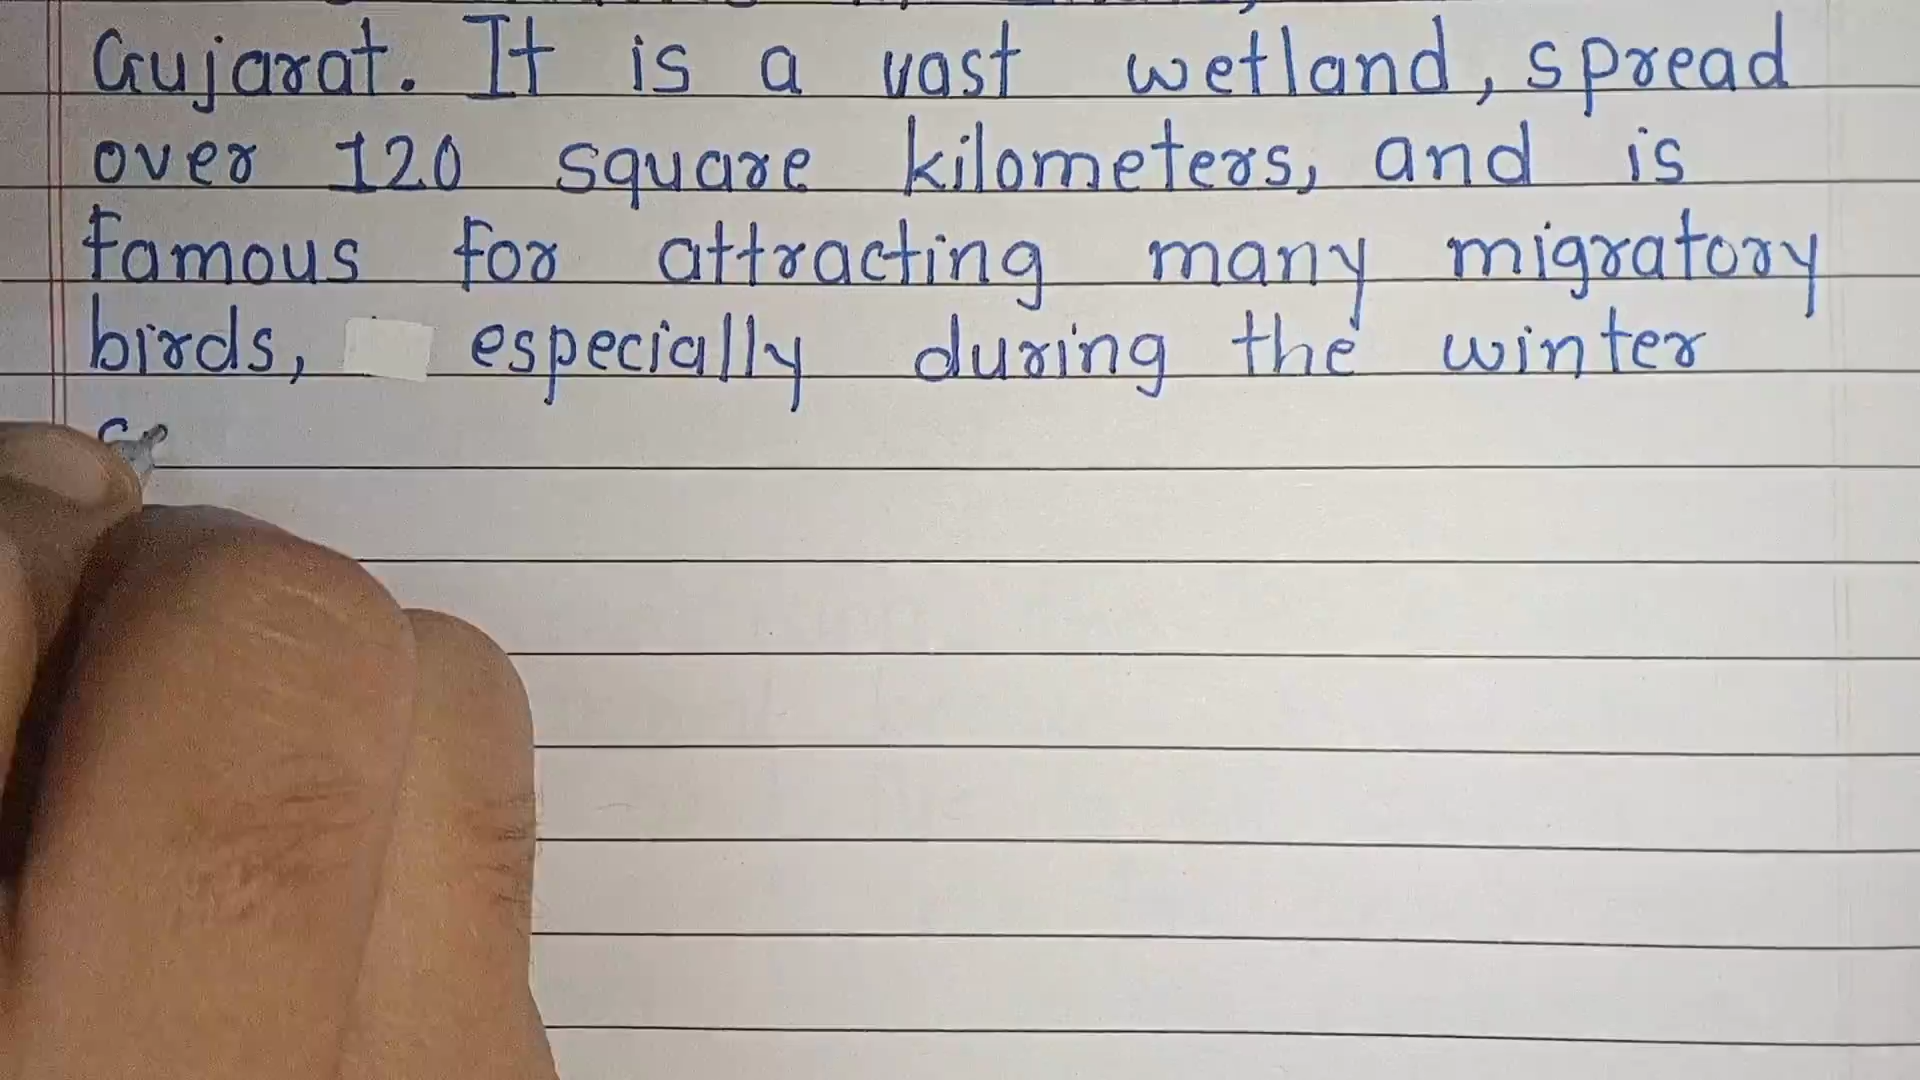 Gujarat. It is a vast wetland, spread
over 120 square kilometers, and is
famous for attracting many migratory
birds, especially during the winter